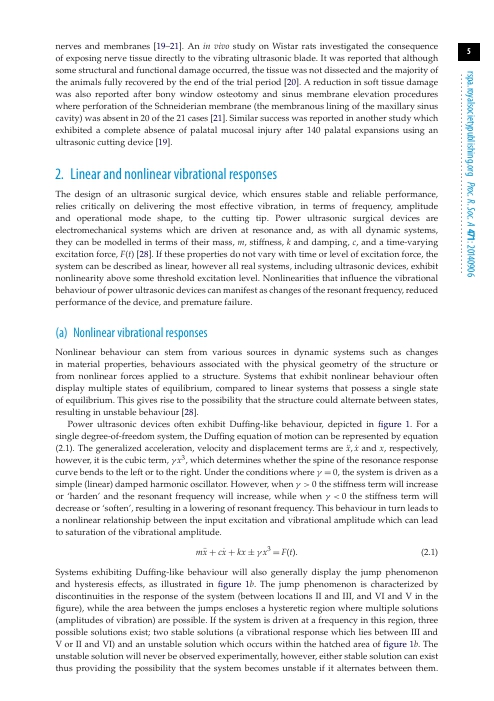 nerves and membranes [19–21]. An in vivo study on Wistar rats investigated the consequence
of exposing nerve tissue directly to the vibrating ultrasonic blade. It was reported that although
some structural and functional damage occurred, the tissue was not dissected and the majority of
the animals fully recovered by the end of the trial period [20]. A reduction in soft tissue damage
was also reported after bony window osteotomy and sinus membrane elevation procedures
where perforation of the Schneiderian membrane (the membranous lining of the maxillary sinus
cavity) was absent in 20 of the 21 cases [21]. Similar success was reported in another study which
exhibited a complete absence of palatal mucosal injury after 140 palatal expansions using an
ultrasonic cutting device [19].
2. Linear and nonlinear vibrational responses
The design of an ultrasonic surgical device, which ensures stable and reliable performance,
relies critically on delivering the most effective vibration, in terms of frequency, amplitude
and operational mode shape, to the cutting tip. Power ultrasonic surgical devices are
electromechanical systems which are driven at resonance and, as with all dynamic systems,
they can be modelled in terms of their mass, m, stiffness, k and damping, c, and a time-varying
excitation force, F(t) [28]. If these properties do not vary with time or level of excitation force, the
system can be described as linear, however all real systems, including ultrasonic devices, exhibit
nonlinearity above some threshold excitation level. Nonlinearities that influence the vibrational
behaviour of power ultrasonic devices can manifest as changes of the resonant frequency, reduced
performance of the device, and premature failure.
(a) Nonlinear vibrational responses
Nonlinear behaviour can stem from various sources in dynamic systems such as changes
in material properties, behaviours associated with the physical geometry of the structure or
from nonlinear forces applied to a structure. Systems that exhibit nonlinear behaviour often
display multiple states of equilibrium, compared to linear systems that possess a single state
of equilibrium. This gives rise to the possibility that the structure could alternate between states,
resulting in unstable behaviour [28].
Power ultrasonic devices often exhibit Duffing-like behaviour, depicted in figure 1. For a
single degree-of-freedom system, the Duffing equation of motion can be represented by equation
(2.1). The generalized acceleration, velocity and displacement terms are ẍ, ẋ and x, respectively,
however, it is the cubic term, γx³, which determines whether the spine of the resonance response
curve bends to the left or to the right. Under the conditions where γ = 0, the system is driven as a
simple (linear) damped harmonic oscillator. However, when γ > 0 the stiffness term will increase
or ‘harden’ and the resonant frequency will increase, while when γ < 0 the stiffness term will
decrease or ‘soften’, resulting in a lowering of resonant frequency. This behaviour in turn leads to
a nonlinear relationship between the input excitation and vibrational amplitude which can lead
to saturation of the vibrational amplitude.
mẍ + cẋ + kx ± γx³ = F(t). (2.1)
Systems exhibiting Duffing-like behaviour will also generally display the jump phenomenon
and hysteresis effects, as illustrated in figure 1b. The jump phenomenon is characterized by
discontinuities in the response of the system (between locations II and III, and VI and V in the
figure), while the area between the jumps encloses a hysteretic region where multiple solutions
(amplitudes of vibration) are possible. If the system is driven at a frequency in this region, three
possible solutions exist; two stable solutions (a vibrational response which lies between III and
V or II and VI) and an unstable solution which occurs within the hatched area of figure 1b. The
unstable solution will never be observed experimentally, however, either stable solution can exist
thus providing the possibility that the system becomes unstable if it alternates between them.
5
rspa.royalsocietypublishing.org Proc. R. Soc. A 471: 20140906